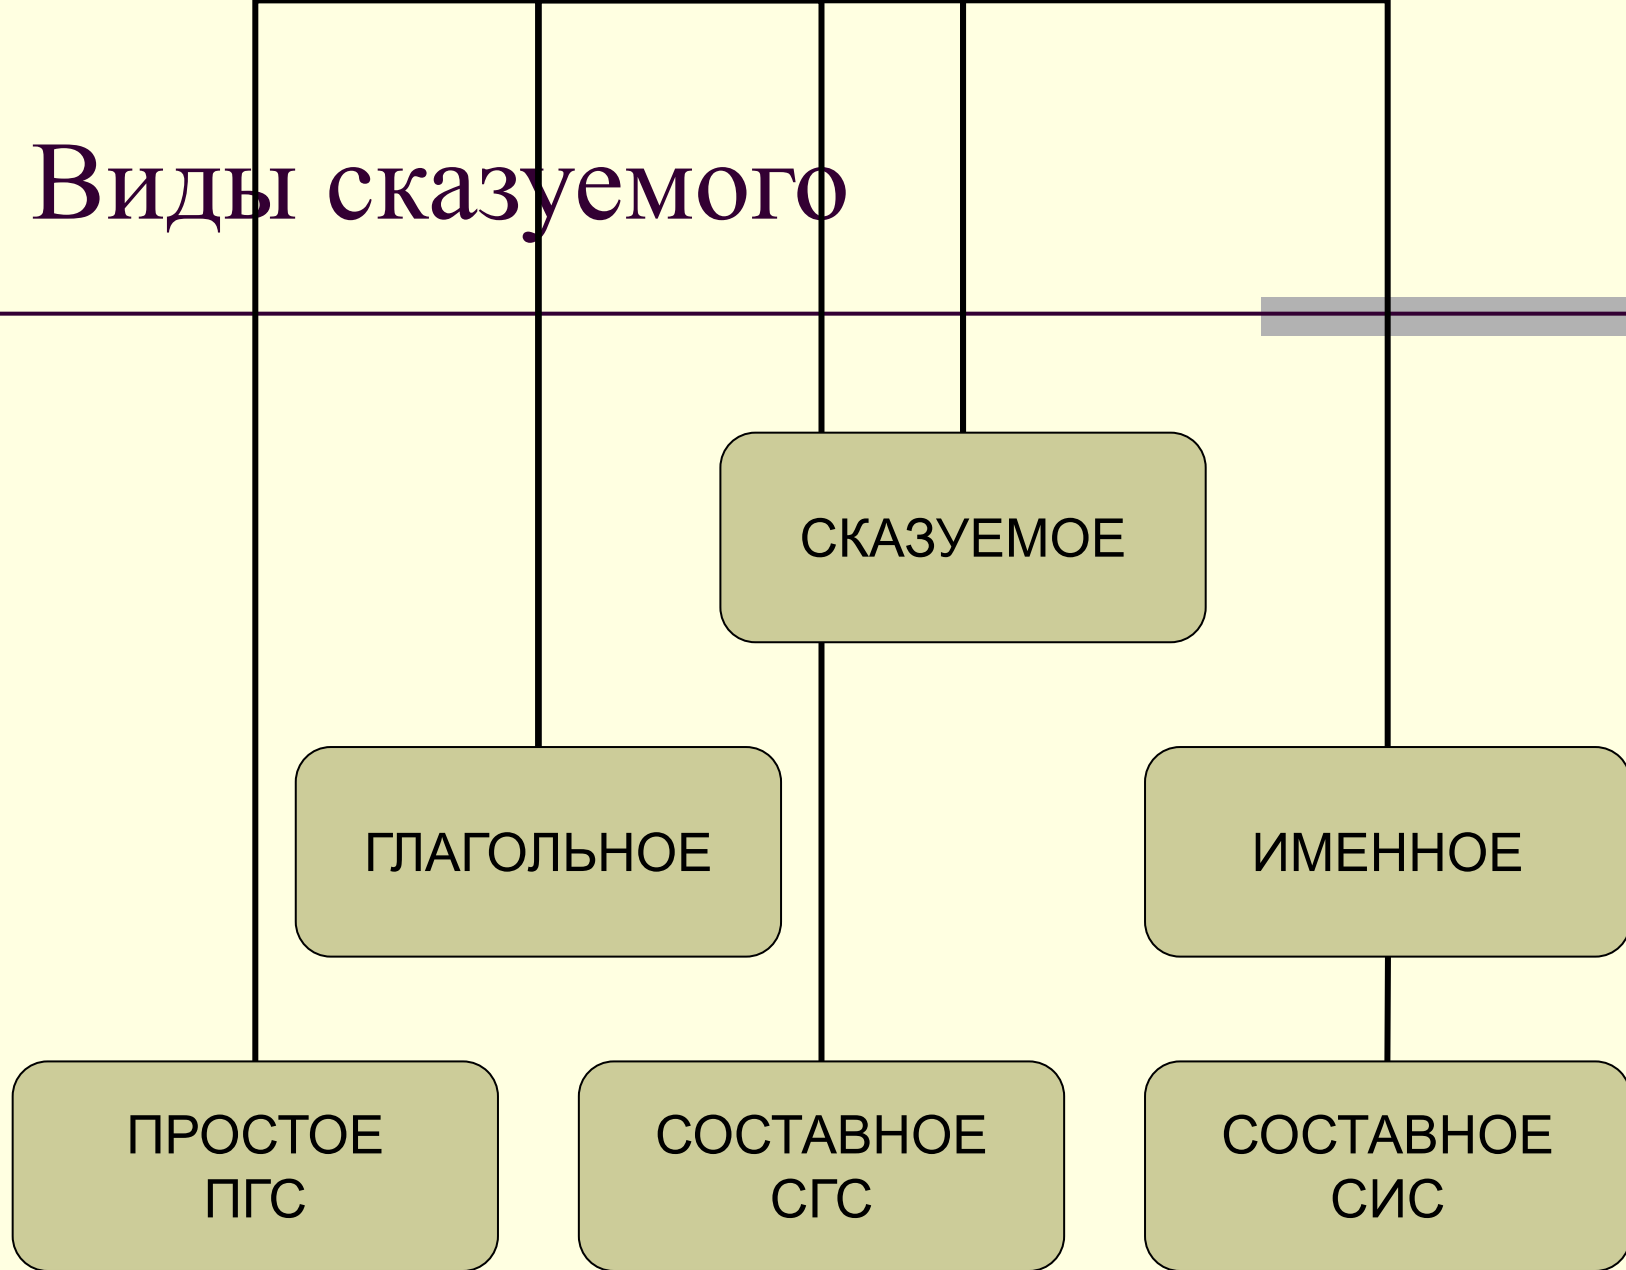 Виды сказуемого
СКАЗУЕМОЕ
ГЛАГОЛЬНОЕ
ИМЕННОЕ
ПРОСТОЕ
ПГС
СОСТАВНОЕ
СГС
СОСТАВНОЕ
СИС